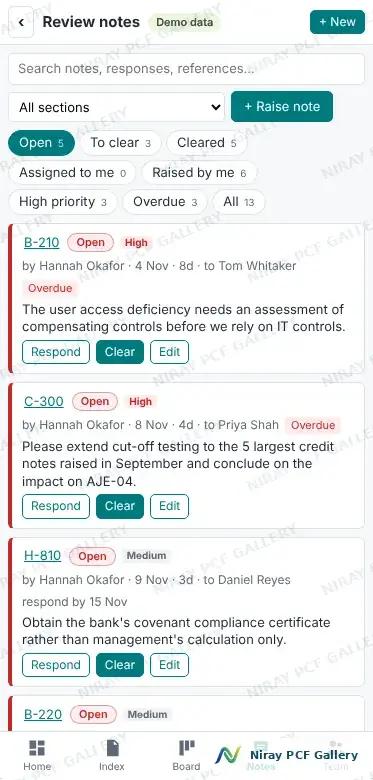 ‹ Review notes Demo data + New
Search notes, responses, references...
All sections + Raise note
Open 5 To clear 3 Cleared 5
Assigned to me 0 Raised by me 6
High priority 3 Overdue 3 All 13
B-210 Open High
by Hannah Okafor · 4 Nov · 8d · to Tom Whitaker
Overdue
The user access deficiency needs an assessment of
compensating controls before we rely on IT controls.
Respond Clear Edit
C-300 Open High
by Hannah Okafor · 8 Nov · 4d · to Priya Shah Overdue
Please extend cut-off testing to the 5 largest credit
notes raised in September and conclude on the
impact on AJE-04.
Respond Clear Edit
H-810 Open Medium
by Hannah Okafor · 9 Nov · 3d · to Daniel Reyes
respond by 15 Nov
Obtain the bank's covenant compliance certificate
rather than management's calculation only.
Respond Clear Edit
B-220 Open Medium
Niray PCF Gallery
Home Index Board Notes Team
NIRAY PCF GALLERY